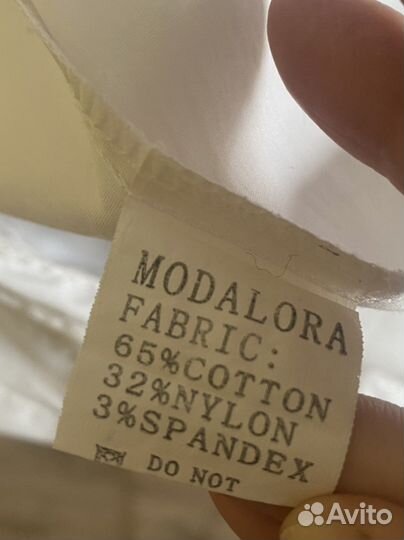 MODALORA
FABRIC:
65%COTTON
32%NYLON
3%SPANDEX
DO NOT
Avito